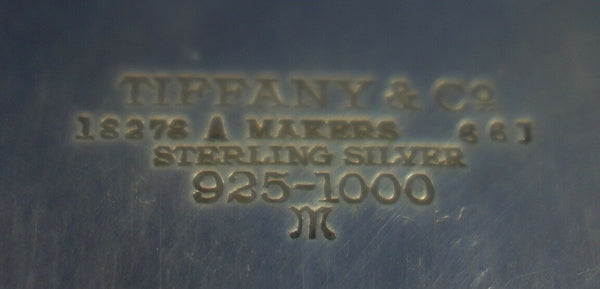 TIFFANY & Co
18278 A MAKERS 661
STERLING SILVER
925-1000
M